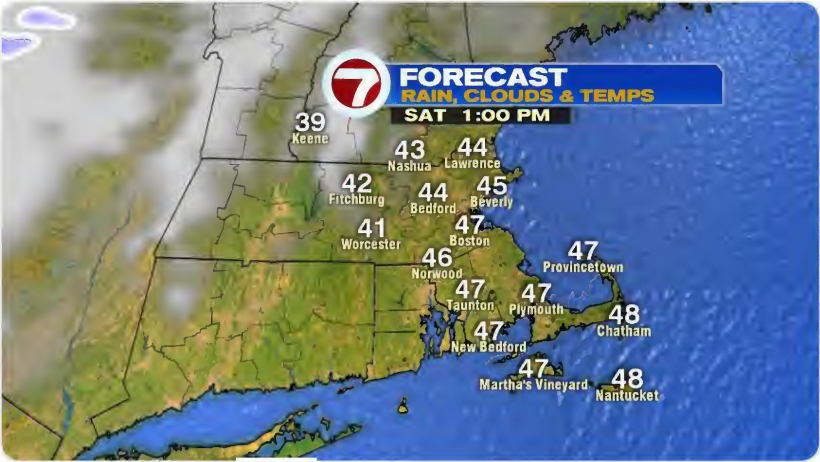 7 FORECAST
RAIN, CLOUDS & TEMPS
SAT 1:00 PM
39
Keene
43
Nashua
44
Lawrence
42
Fitchburg
44
Bedford
45
Beverly
41
Worcester
47
Boston
46
Norwood
47
Provincetown
47
Taunton
47
Plymouth
48
Chatham
47
New Bedford
47
Martha's Vineyard
48
Nantucket